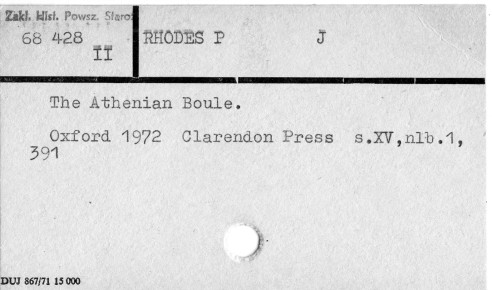 Zakł. Hist. Powsz. Staroż
68 428
II
RHODES P J
The Athenian Boule.
Oxford 1972 Clarendon Press s.XV,nlb.1,
391
DUJ 867/71 15 000